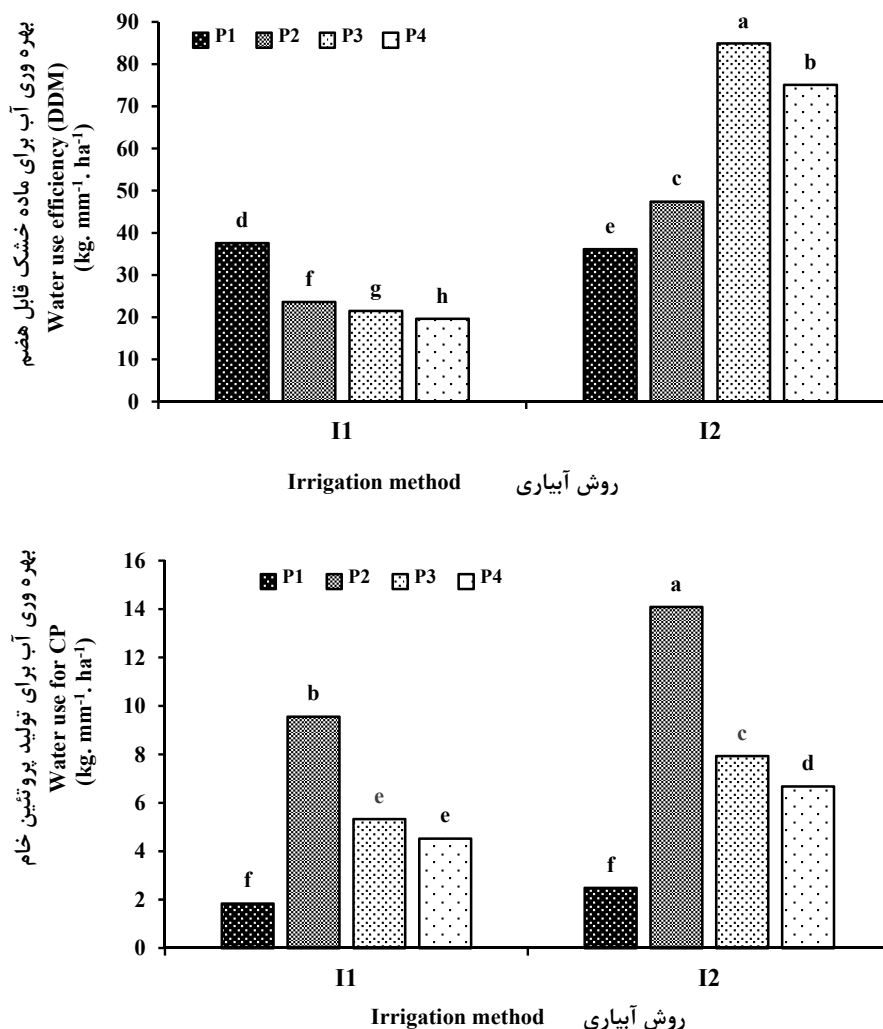 بهره وری آب برای ماده خشک قابل هضم
Water use efficiency (DDM)
(kg. mm⁻¹. ha⁻¹)
90
80
70
60
50
40
30
20
10
0
P1 P2 P3 P4
d
f
g
h
e
c
a
b
I1 I2
Irrigation method روش آبیاری
بهره وری آب برای تولید پروتئین خام
Water use for CP
(kg. mm⁻¹. ha⁻¹)
16
14
12
10
8
6
4
2
0
P1 P2 P3 P4
f
b
e
e
f
a
c
d
I1 I2
Irrigation method روش آبیاری